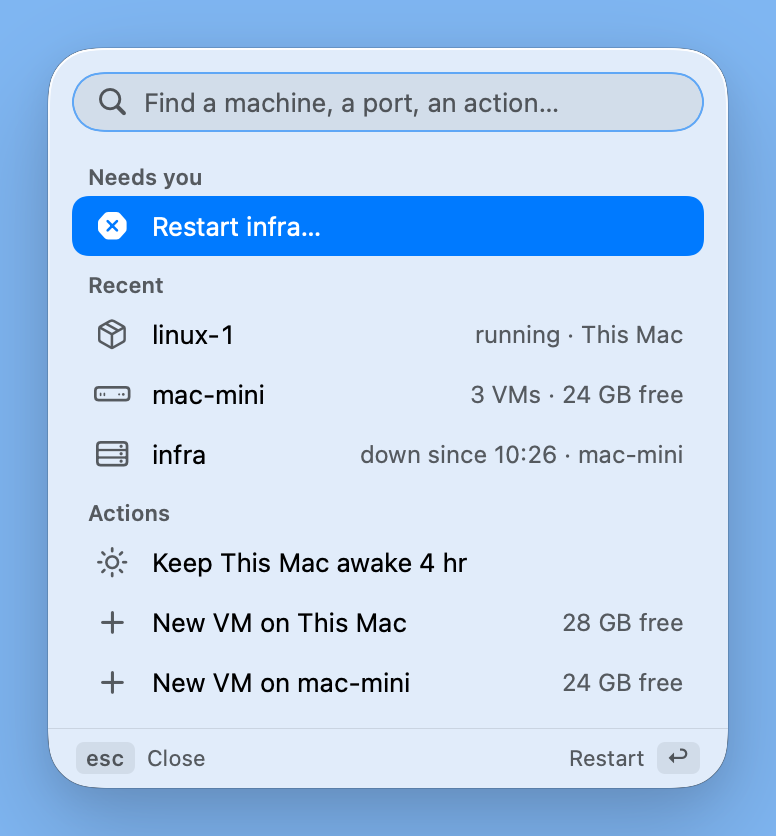 Find a machine, a port, an action…
Needs you
Restart infra…
Recent
linux-1 running · This Mac
mac-mini 3 VMs · 24 GB free
infra down since 10:26 · mac-mini
Actions
Keep This Mac awake 4 hr
New VM on This Mac 28 GB free
New VM on mac-mini 24 GB free
esc Close Restart